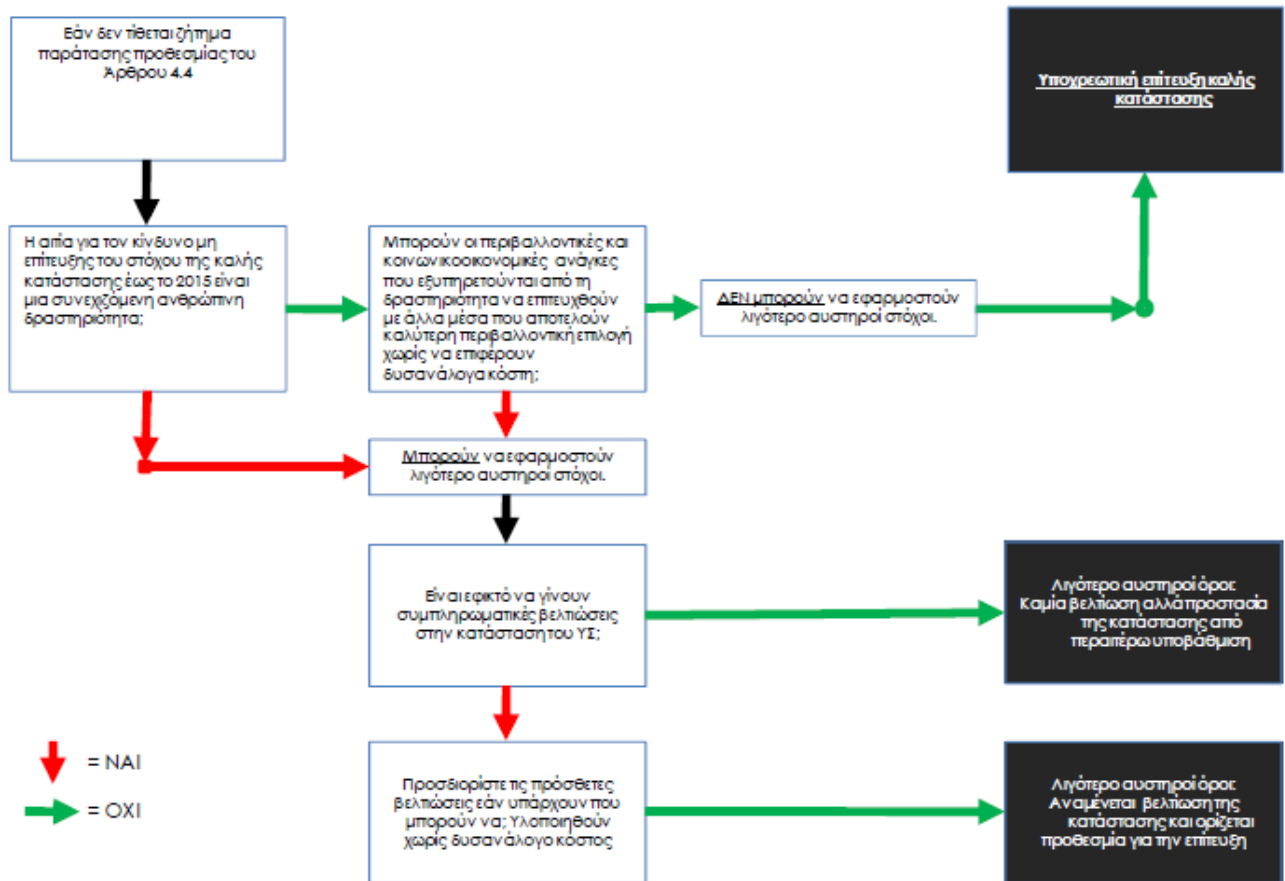 Εάν δεν τίθεται ζήτημα
παράτασης προθεσμίας του
Άρθρου 4.4
Υποχρεωτική επίτευξη καλής
κατάστασης
Η αιτία για τον κίνδυνο μη
επίτευξης του στόχου της καλής
κατάστασης έως το 2015 είναι
μια συνεχιζόμενη ανθρώπινη
δραστηριότητα;
Μπορούν οι περιβαλλοντικές και
κοινωνικοοικονομικές ανάγκες
που εξυπηρετούνται από τη
δραστηριότητα να επιτευχθούν
με άλλα μέσα που αποτελούν
καλύτερη περιβαλλοντική επιλογή
χωρίς να επιφέρουν
δυσανάλογα κόστη;
ΔΕΝ μπορούν να εφαρμοστούν
λιγότερο αυστηροί στόχοι.
Μπορούν να εφαρμοστούν
λιγότερο αυστηροί στόχοι.
Είναι εφικτό να γίνουν
συμπληρωματικές βελτιώσεις
στην κατάσταση του ΥΣ;
Λιγότερο αυστηροί όροι:
Καμία βελτίωση αλλά προστασία
της κατάστασης από
περαιτέρω υποβάθμιση
= ΝΑΙ
= ΟΧΙ
Προσδιορίστε τις πρόσθετες
βελτιώσεις εάν υπάρχουν που
μπορούν να; Υλοποιηθούν
χωρίς δυσανάλογο κόστος
Λιγότερο αυστηροί όροι:
Αναμένεται βελτίωση της
κατάστασης και ορίζεται
προθεσμία για την επίτευξη